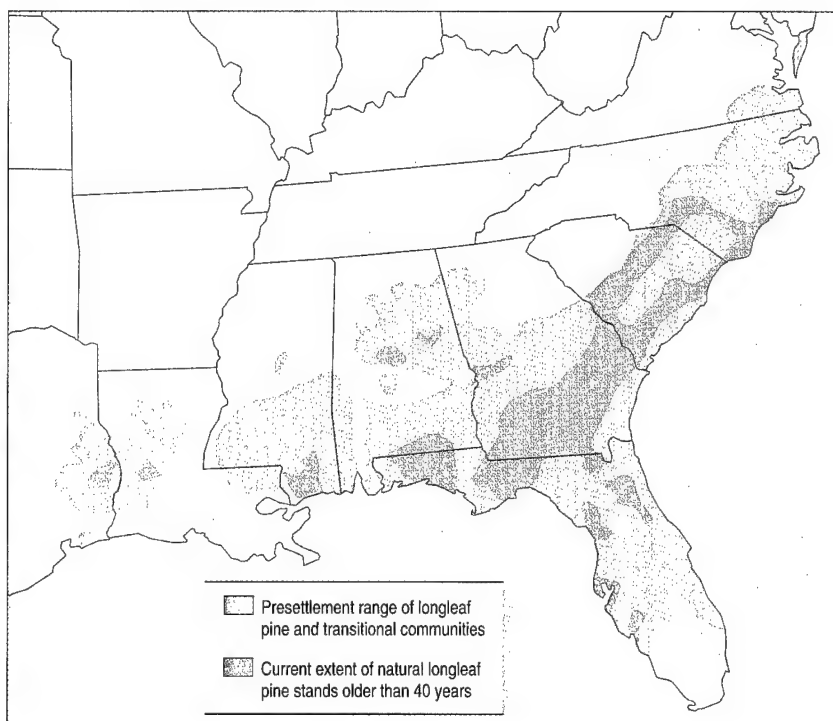 Presettlement range of longleaf
pine and transitional communities
Current extent of natural longleaf
pine stands older than 40 years